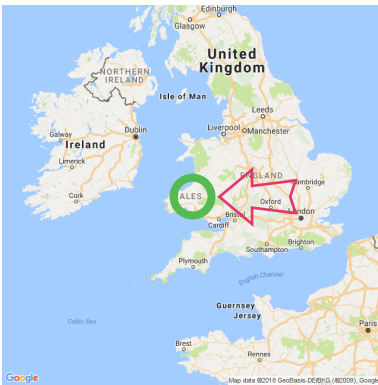 Edinburgh
Glasgow
United
Kingdom
NORTHERN
IRELAND
Isle of Man
Leeds
Dublin
Liverpool
Manchester
Galway
Ireland
Limerick
ENGLAND
Cambridge
Cork
ALES
Oxford
London
Bristol
Cardiff
Brighton
Southampton
Plymouth
English Channel
Guernsey
Jersey
Celtic Sea
Paris
Brest
Rennes
Google
Map data ©2018 GeoBasis-DE/BKG (©2009), Google